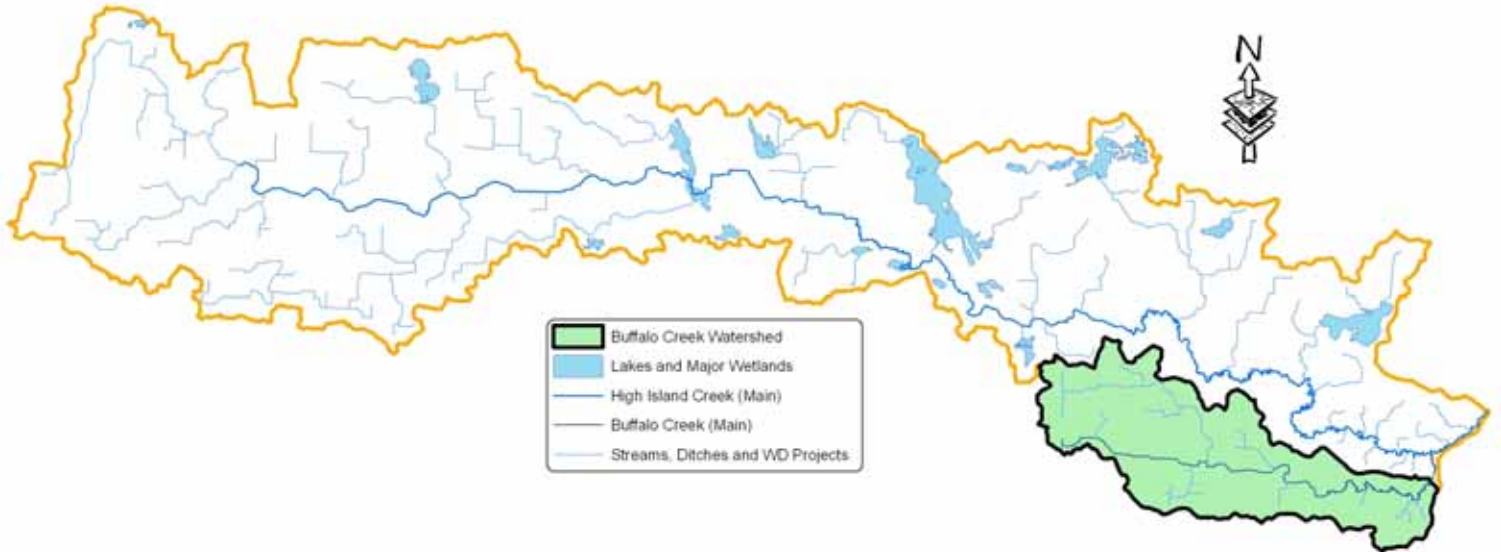 N
Buffalo Creek Watershed
Lakes and Major Wetlands
High Island Creek (Main)
Buffalo Creek (Main)
Streams, Ditches and WD Projects